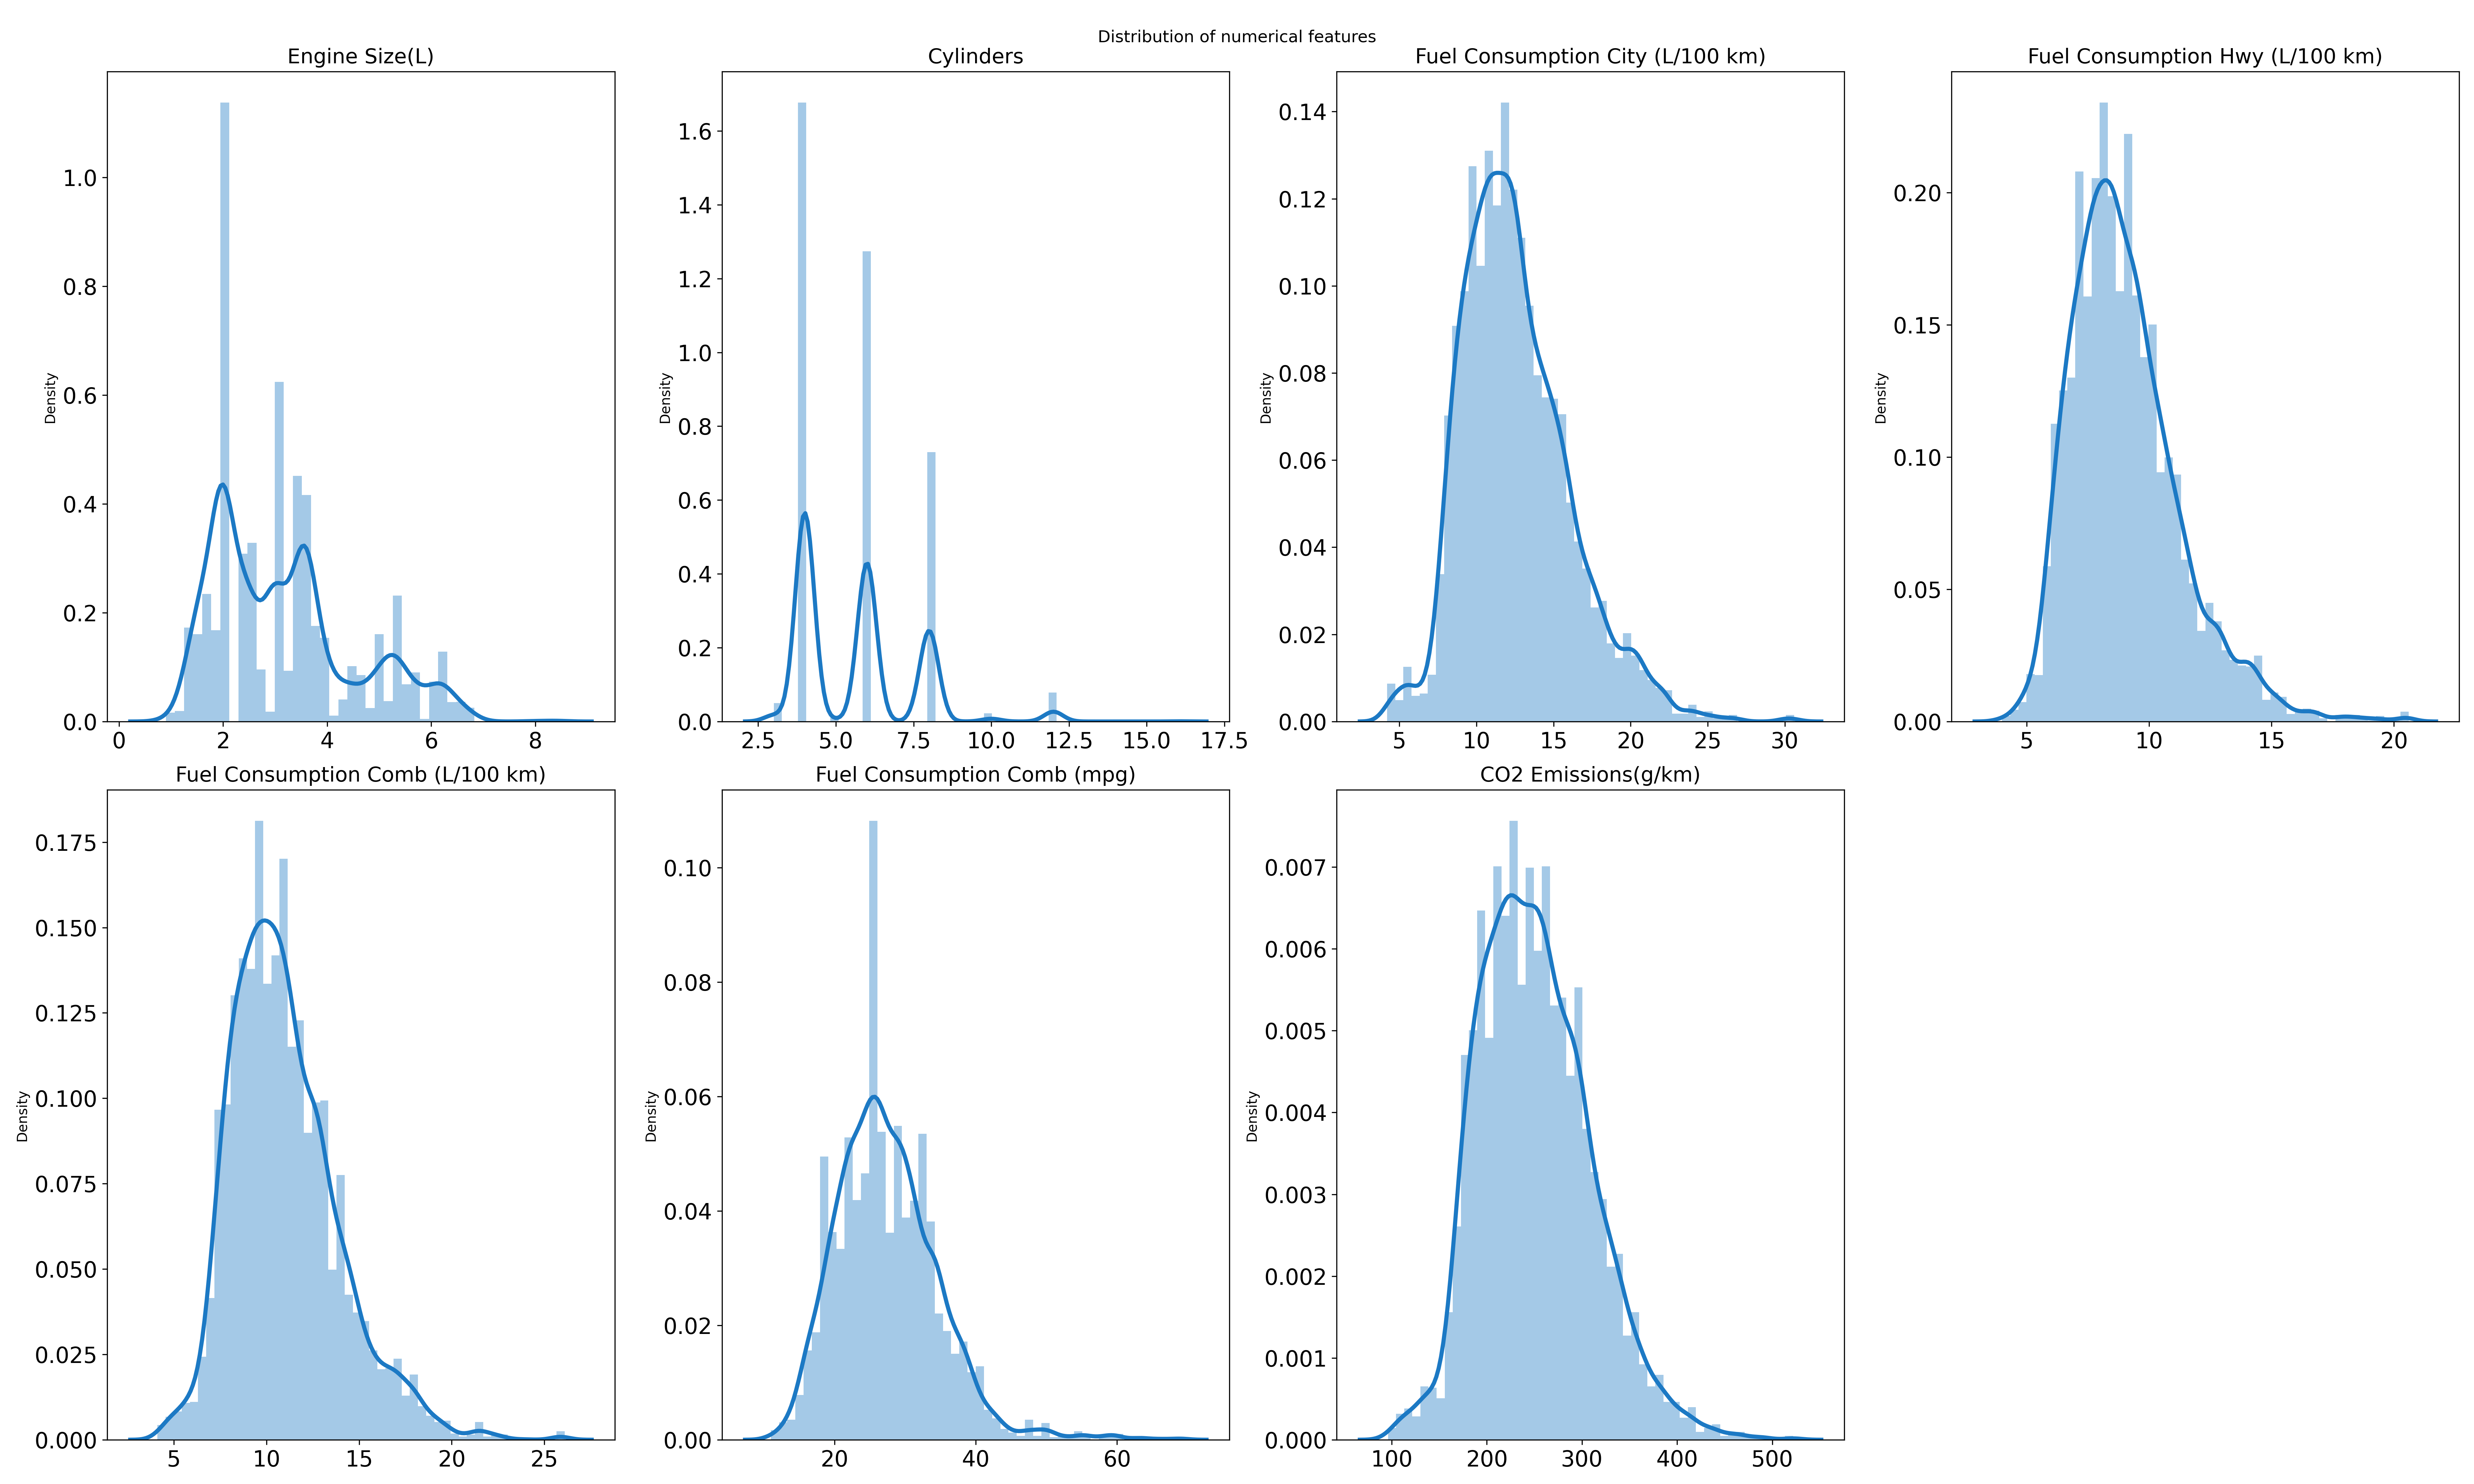 Distribution of numerical features
Engine Size(L)
Density
1.0
0.8
0.6
0.4
0.2
0.0
0 2 4 6 8
Cylinders
Density
1.6
1.4
1.2
1.0
0.8
0.6
0.4
0.2
0.0
2.5 5.0 7.5 10.0 12.5 15.0 17.5
Fuel Consumption City (L/100 km)
Density
0.14
0.12
0.10
0.08
0.06
0.04
0.02
0.00
5 10 15 20 25 30
Fuel Consumption Hwy (L/100 km)
Density
0.20
0.15
0.10
0.05
0.00
5 10 15 20
Fuel Consumption Comb (L/100 km)
Density
0.175
0.150
0.125
0.100
0.075
0.050
0.025
0.000
5 10 15 20 25
Fuel Consumption Comb (mpg)
Density
0.10
0.08
0.06
0.04
0.02
0.00
20 40 60
CO2 Emissions(g/km)
Density
0.007
0.006
0.005
0.004
0.003
0.002
0.001
0.000
100 200 300 400 500